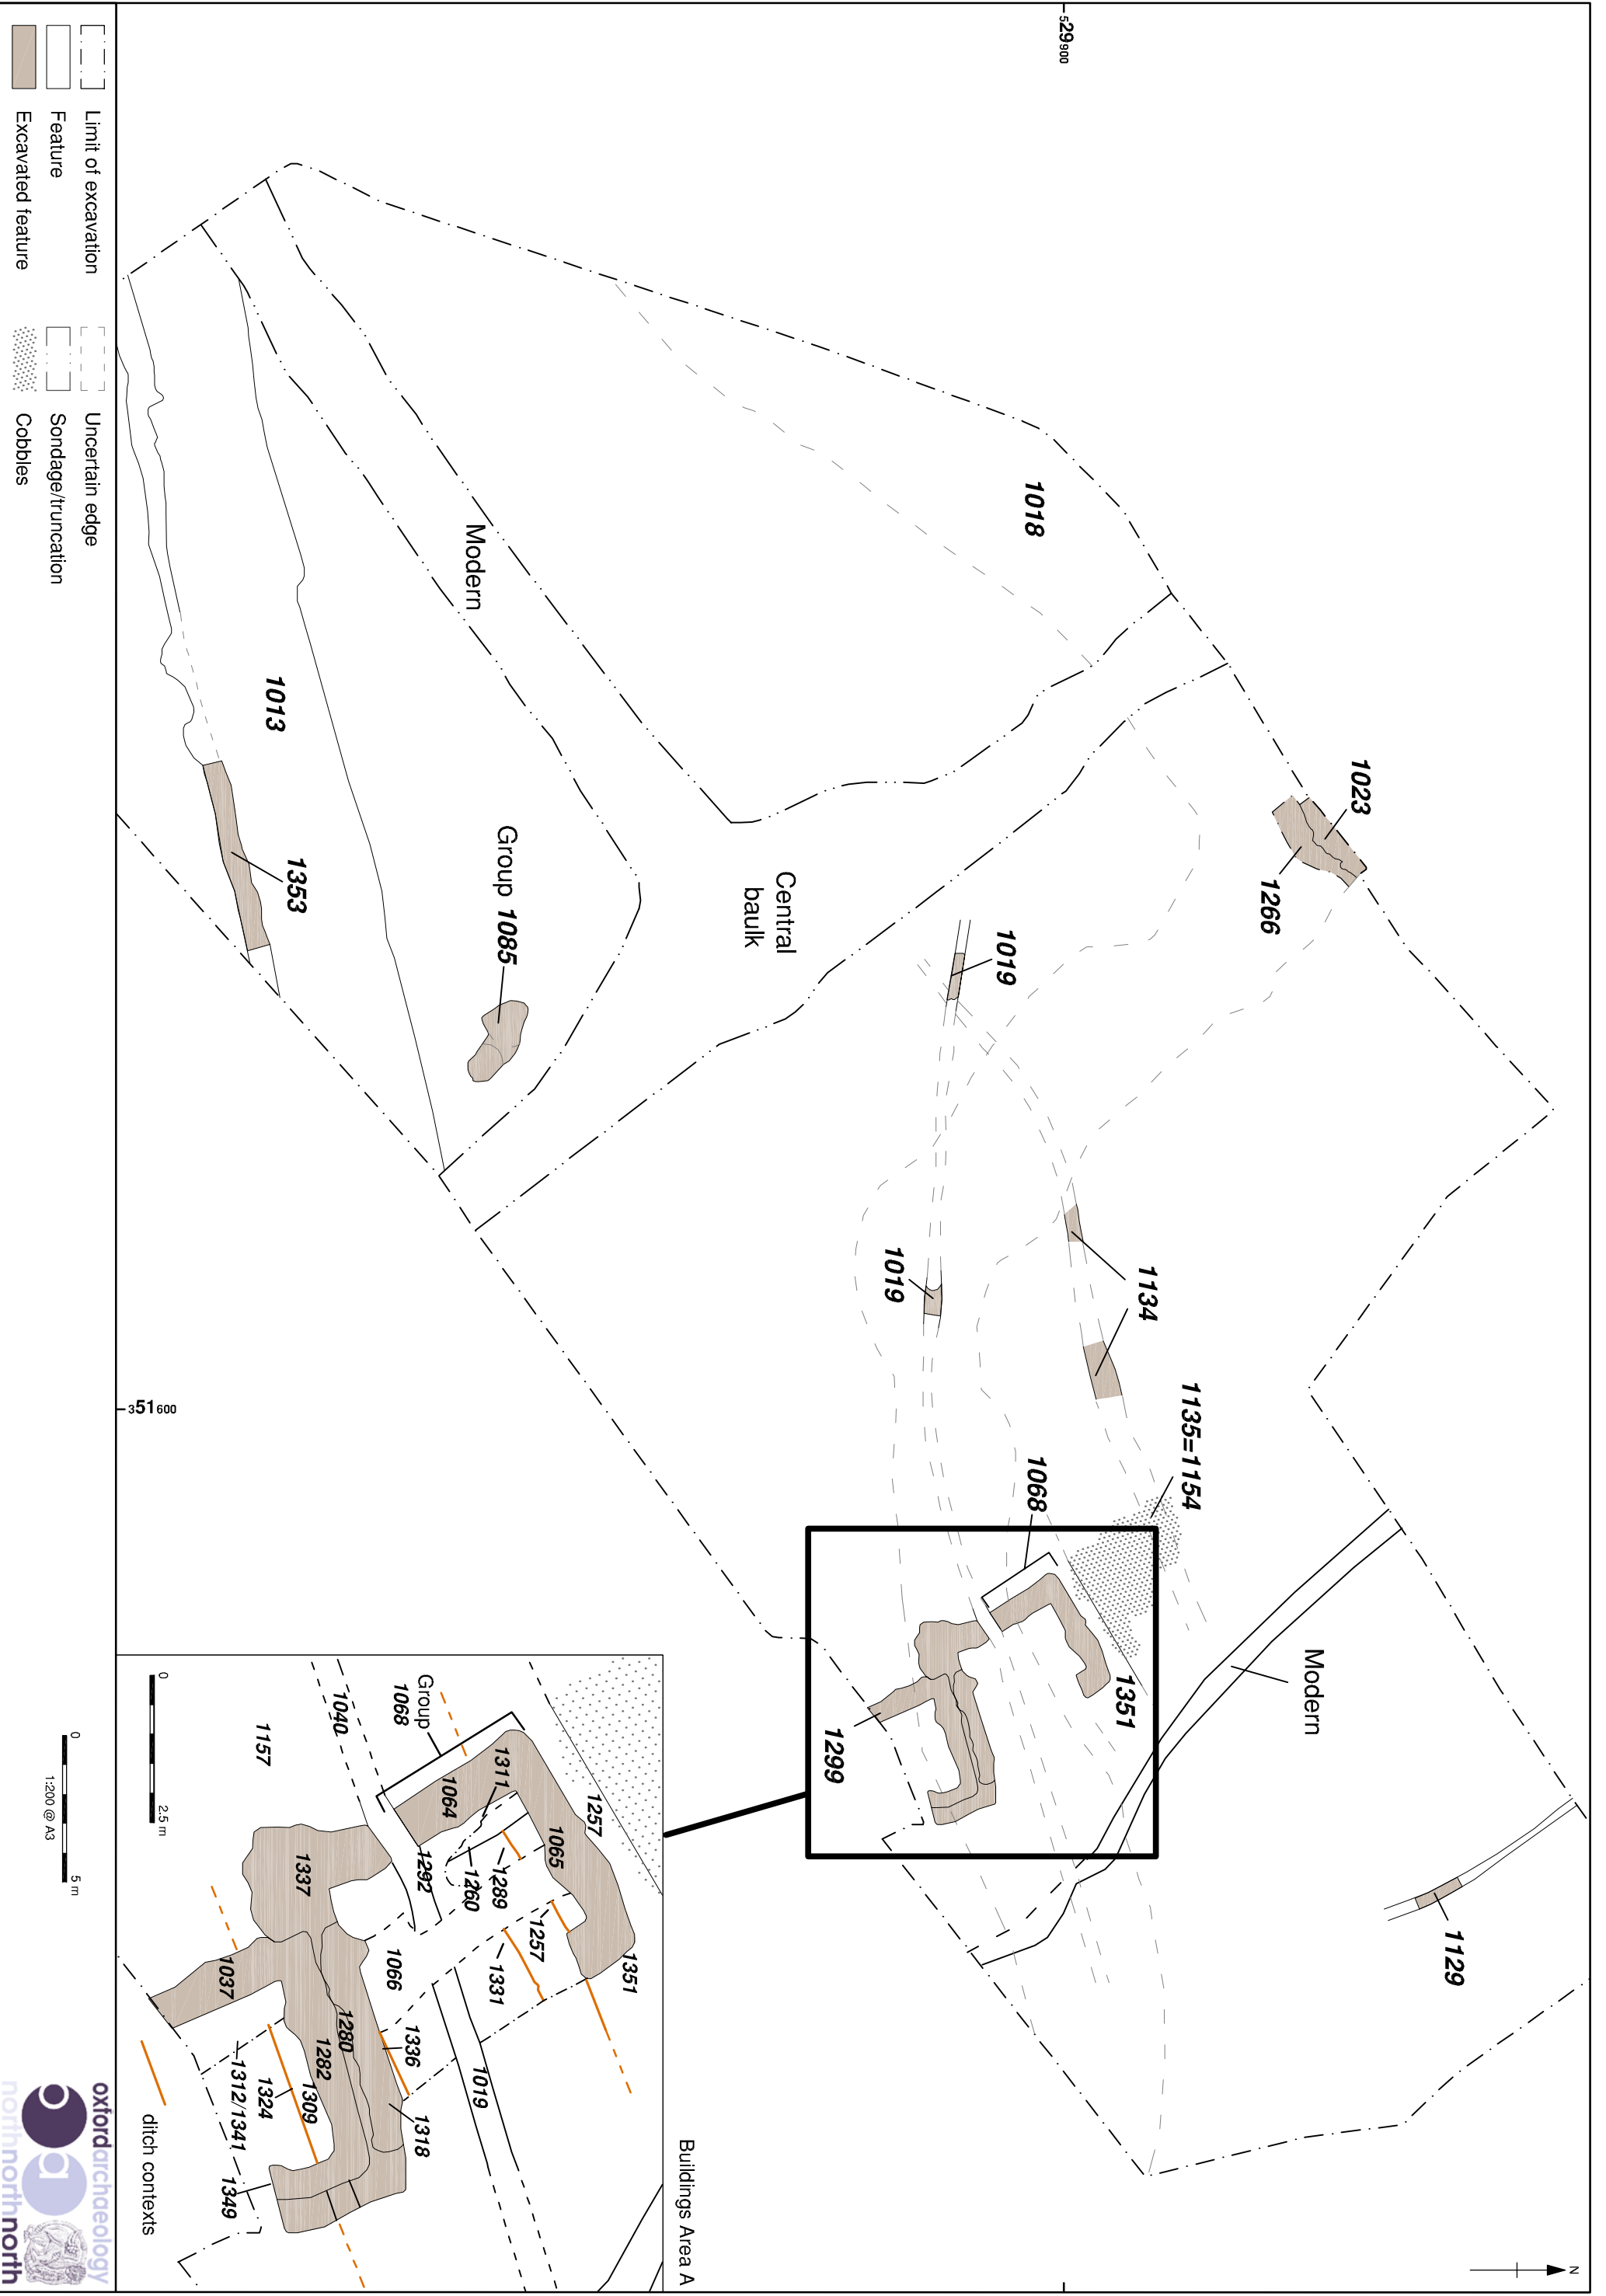 529900
1018
1023
1266
1019
1134
1019
1135=1154
1068
1351
1299
Modern
1129
Modern
Central
baulk
Group 1085
1013
1353
351600
Buildings Area A
1257
1351
1065
1311
1064
Group
1068
1040
1157
1292
1260
1289
1257
1331
1066
1337
1037
1336
1019
1280
1282
1318
1309
1324
1312/1341
1349
ditch contexts
0
2.5 m
0
5 m
1:200 @ A3
N
Limit of excavation
Feature
Excavated feature
Uncertain edge
Sondage/truncation
Cobbles
oxfordarchaeology
northnorthnorth